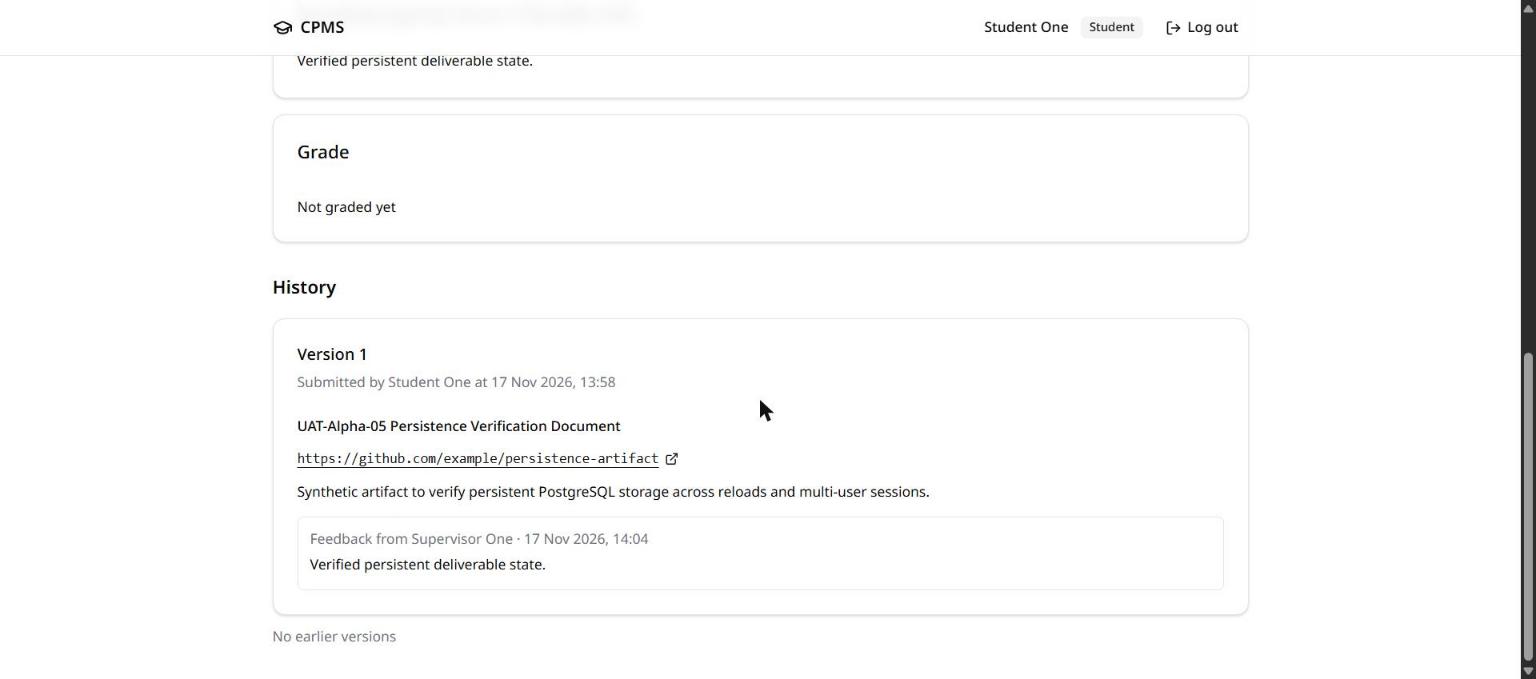 CPMS
Student One
Student
Log out
Verified persistent deliverable state.
Grade
Not graded yet
History
Version 1
Submitted by Student One at 17 Nov 2026, 13:58
UAT-Alpha-05 Persistence Verification Document
https://github.com/example/persistence-artifact
Synthetic artifact to verify persistent PostgreSQL storage across reloads and multi-user sessions.
Feedback from Supervisor One · 17 Nov 2026, 14:04
Verified persistent deliverable state.
No earlier versions